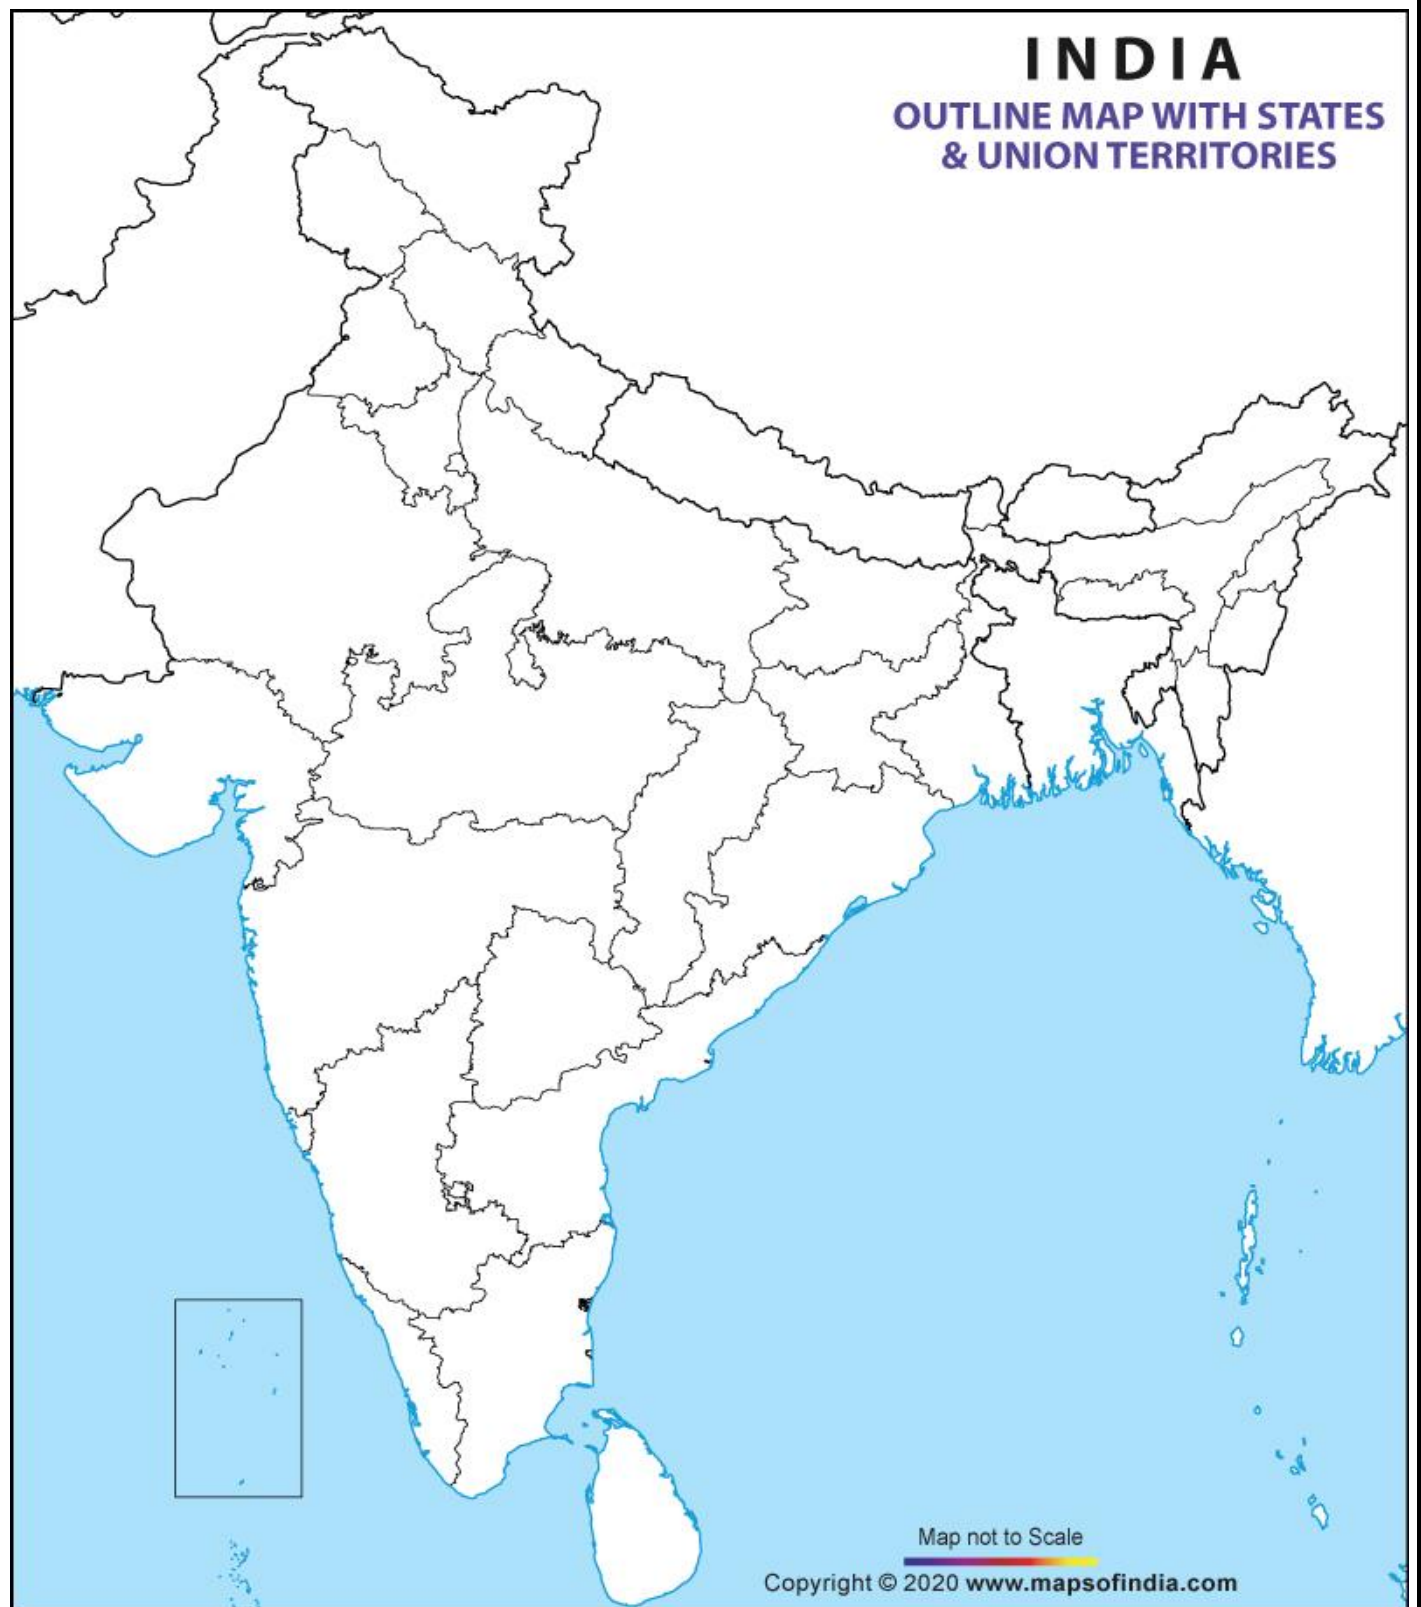 INDIA
OUTLINE MAP WITH STATES
& UNION TERRITORIES
Map not to Scale
Copyright © 2020 www.mapsofindia.com